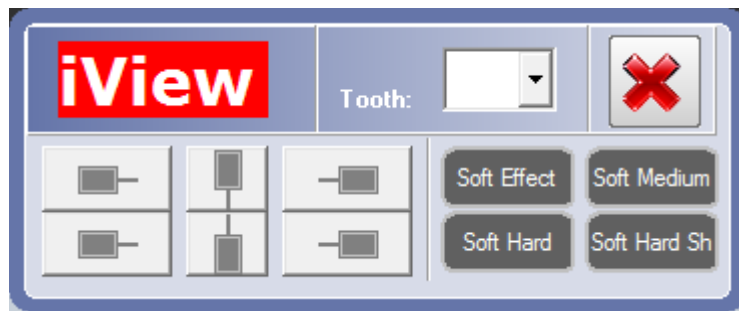 iView
Tooth:
Soft Effect
Soft Medium
Soft Hard
Soft Hard Sh